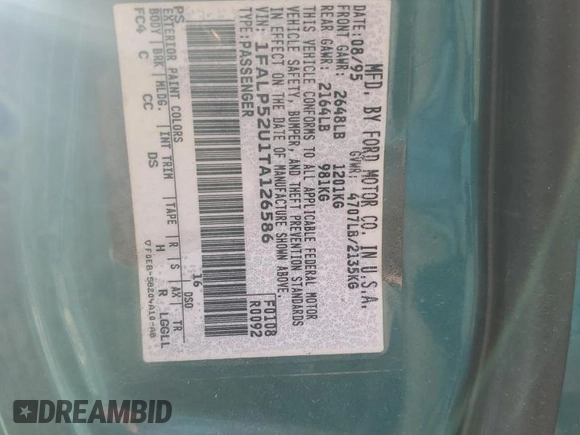 MFD. BY FORD MOTOR CO. IN U.S.A.
DATE: 08/95 GVWR: 4707LB/2135KG
FRONT GAWR: 2648LB 1201KG
REAR GAWR: 2164LB 981KG
THIS VEHICLE CONFORMS TO ALL APPLICABLE FEDERAL MOTOR
VEHICLE SAFETY, BUMPER, AND THEFT PREVENTION STANDARDS
IN EFFECT ON THE DATE OF MANUFACTURE SHOWN ABOVE.
VIN: 1FALP52U1TA126586 F0108
TYPE: PASSENGER R0092
EXTERIOR PAINT COLORS DSO
PS 16
BODY BRK MLDG. INT TRIM TAPE R S AX TR
FC4 C CC DS H R LGGLL
DREAMBID